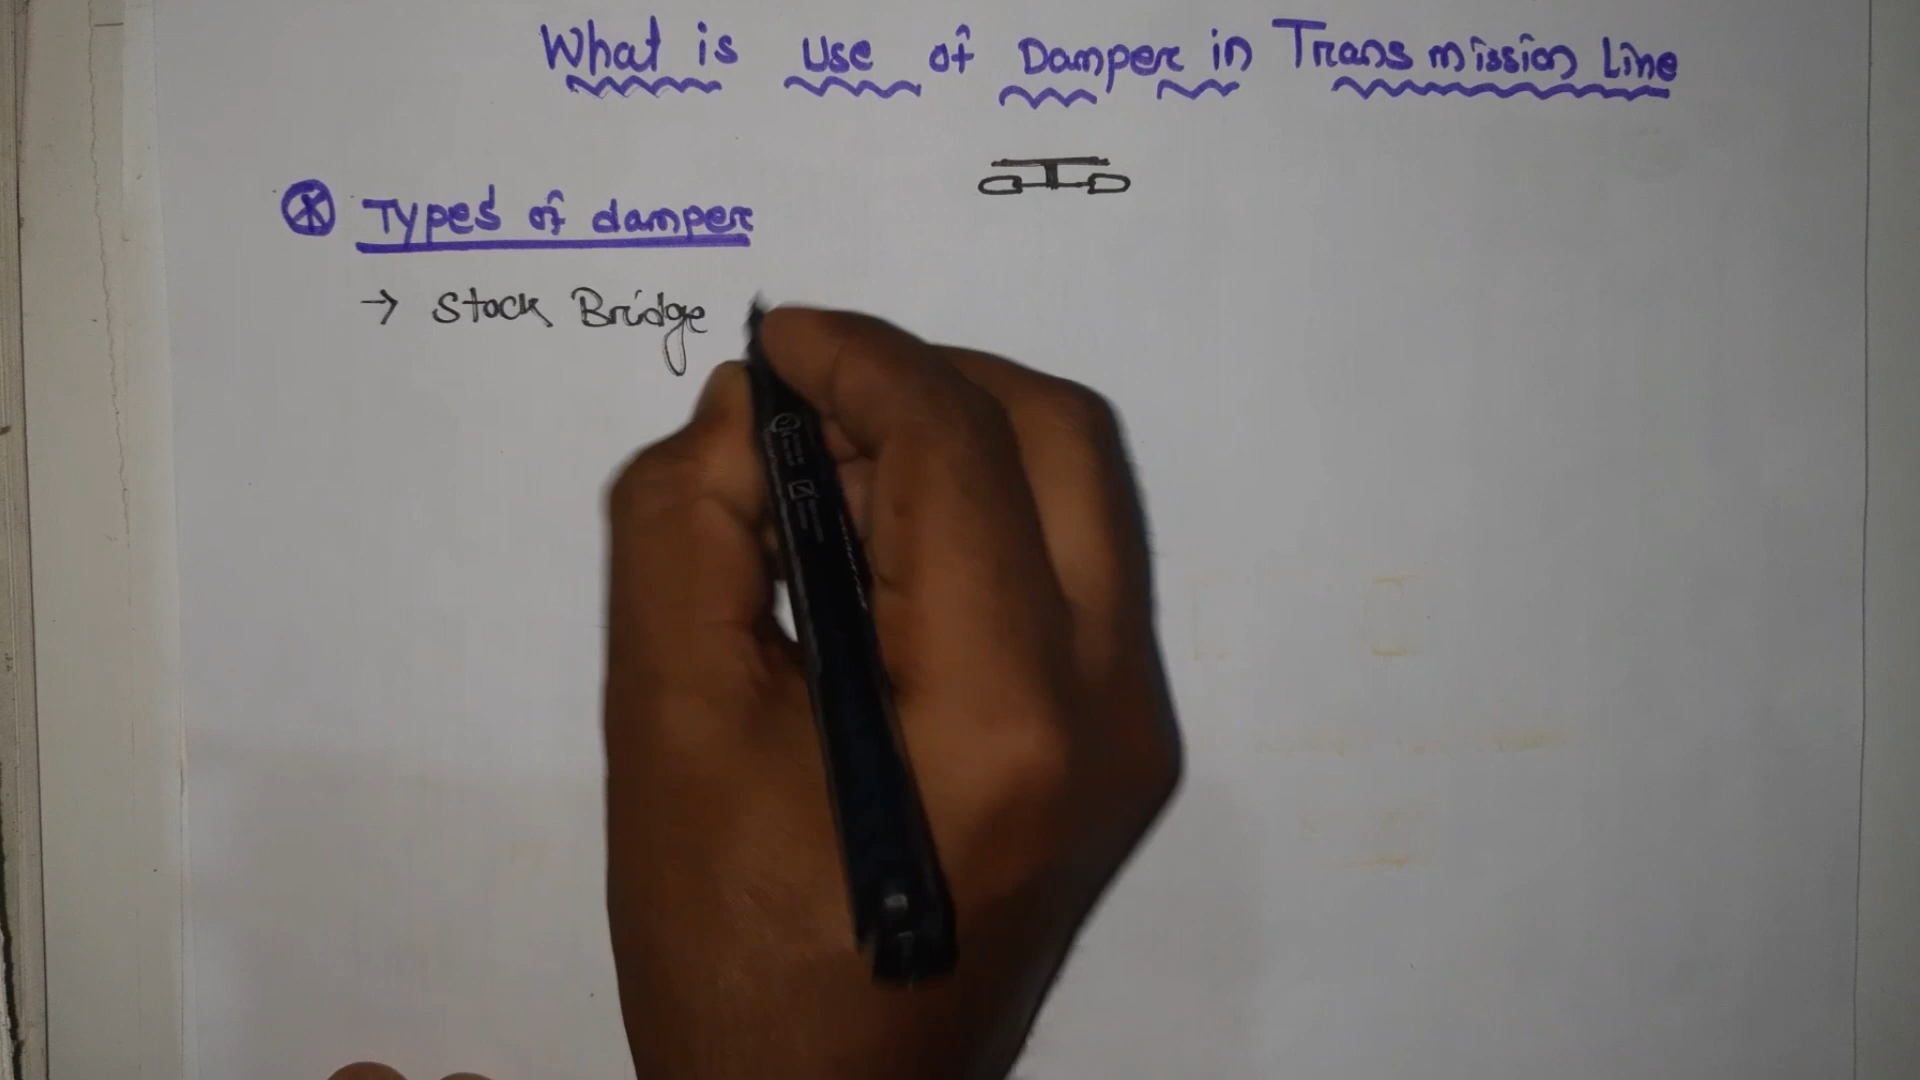 What is Use of Damper in Transmission Line
Types of damper
→ Stock Bridge